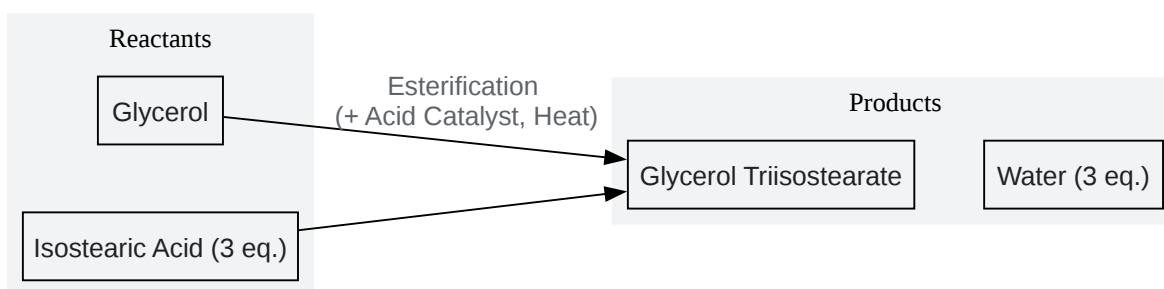 Reactants
Glycerol
Isostearic Acid (3 eq.)
Esterification
(+ Acid Catalyst, Heat)
Products
Glycerol Triisostearate
Water (3 eq.)